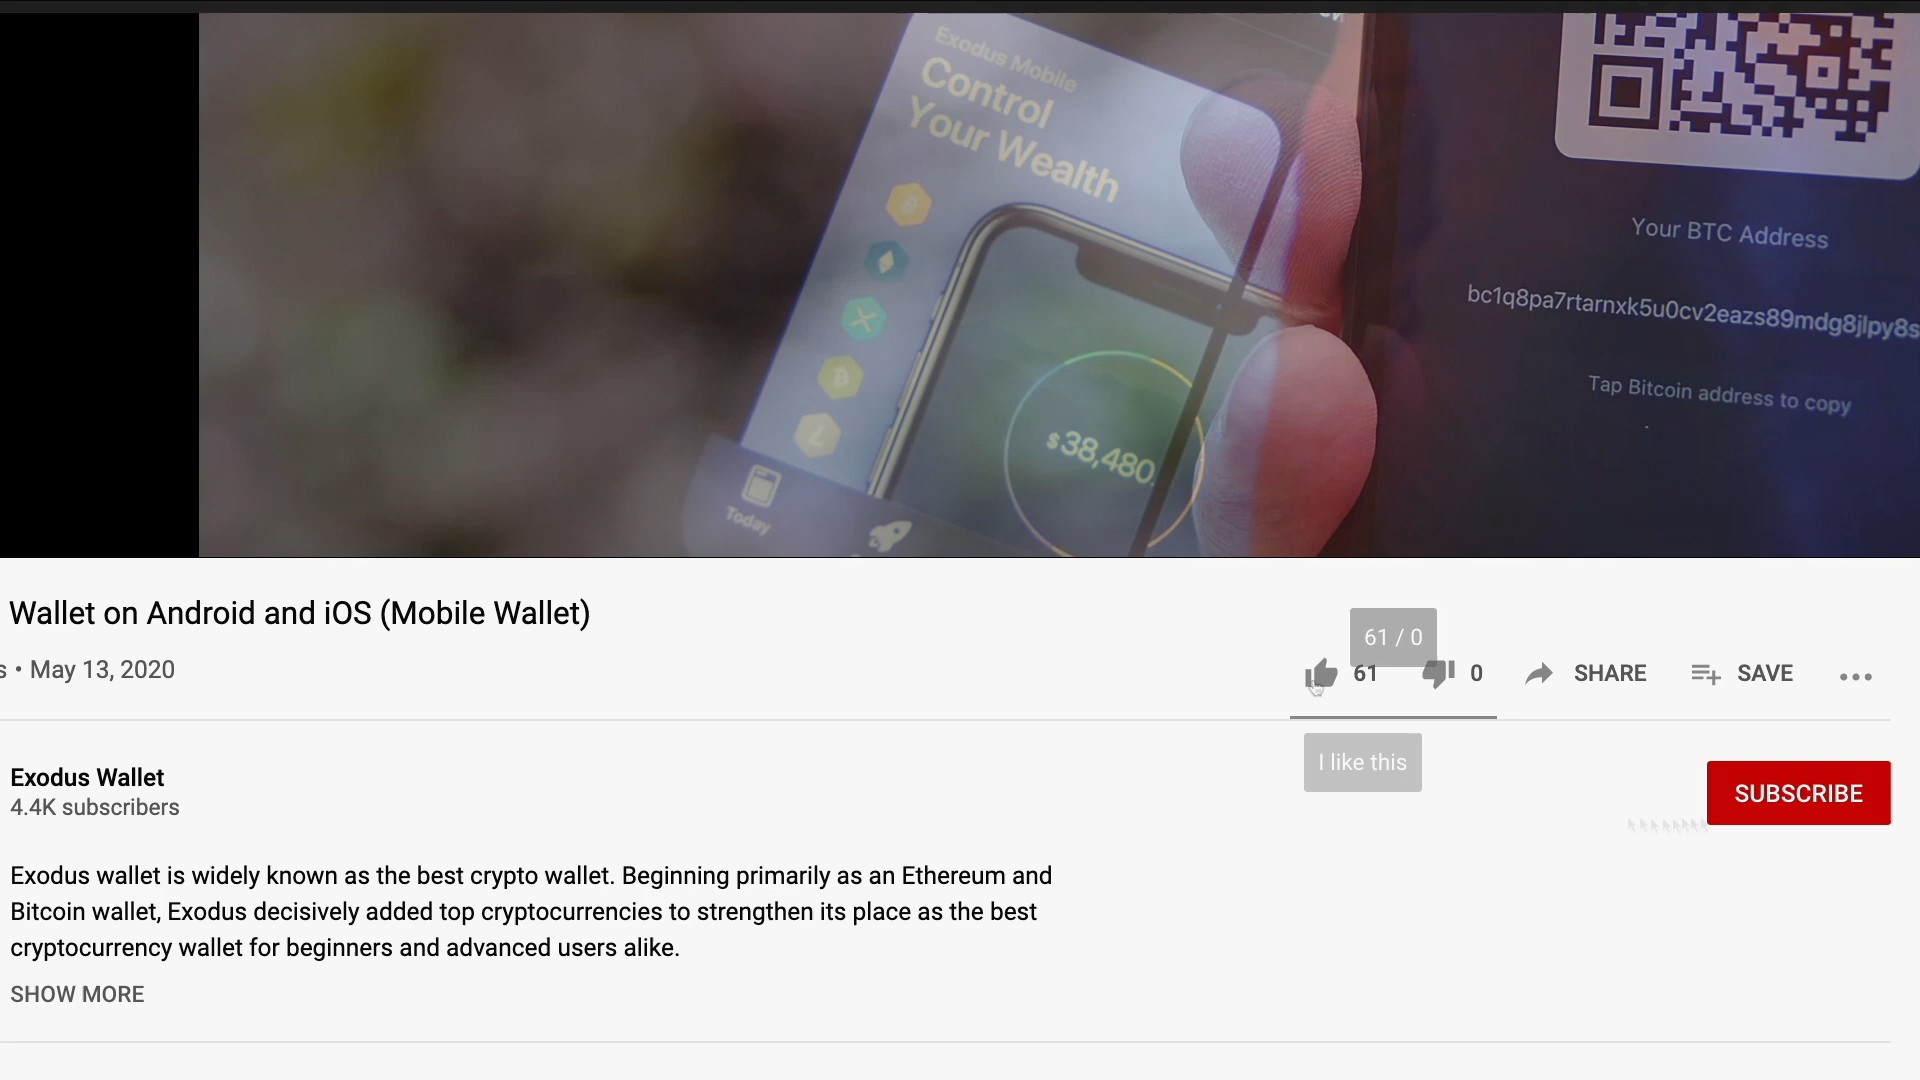 Exodus Mobile
Control
Your Wealth
$38,480.
Today
Your BTC Address
bc1q8pa7rtarnxk5u0cv2eazs89mdg8jlpy8s
Tap Bitcoin address to copy
Wallet on Android and iOS (Mobile Wallet)
s • May 13, 2020
61 / 0
61
0
SHARE
SAVE
I like this
Exodus Wallet
4.4K subscribers
SUBSCRIBE
Exodus wallet is widely known as the best crypto wallet. Beginning primarily as an Ethereum and
Bitcoin wallet, Exodus decisively added top cryptocurrencies to strengthen its place as the best
cryptocurrency wallet for beginners and advanced users alike.
SHOW MORE